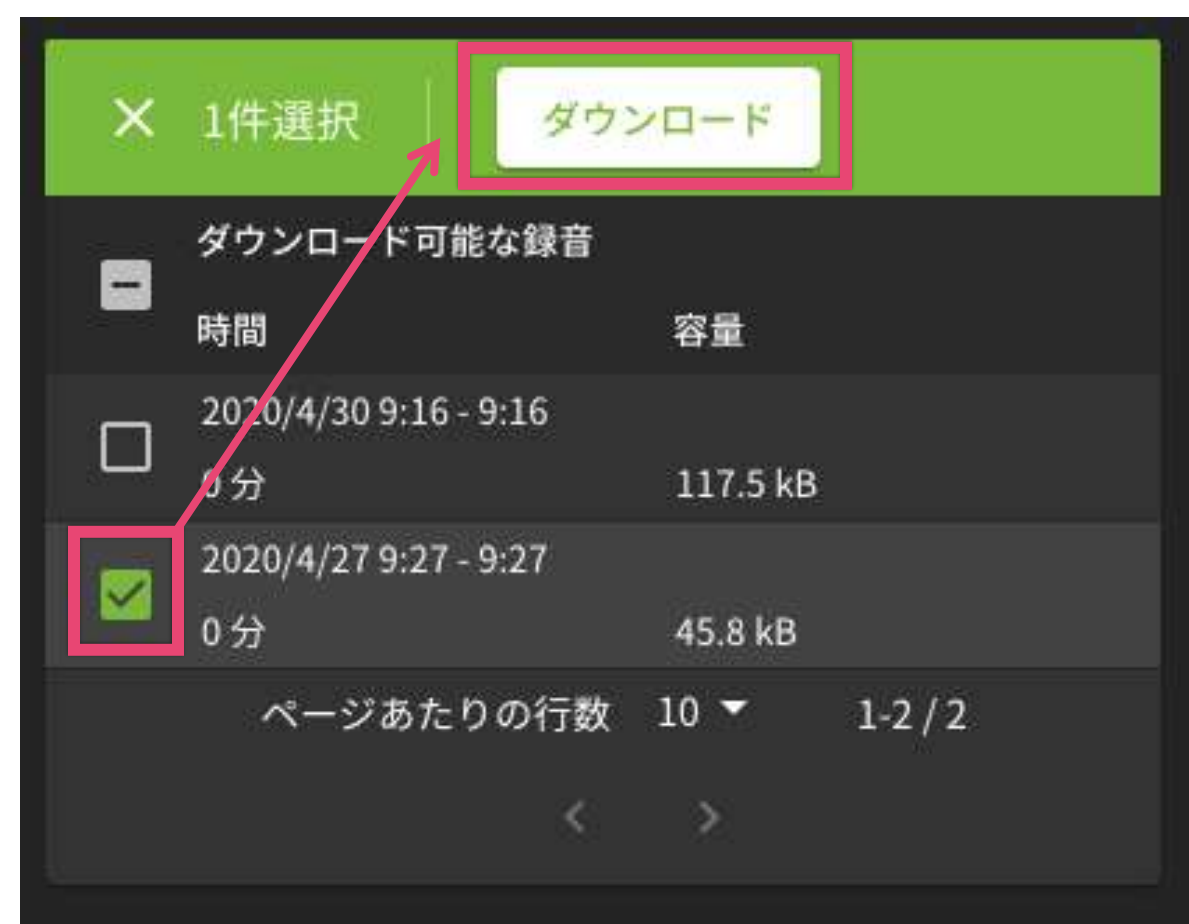 1件選択 ダウンロード
ダウンロード可能な録音
時間 容量
2020/4/30 9:16 - 9:16
0 分 117.5 kB
2020/4/27 9:27 - 9:27
0 分 45.8 kB
ページあたりの行数 10 1-2 / 2